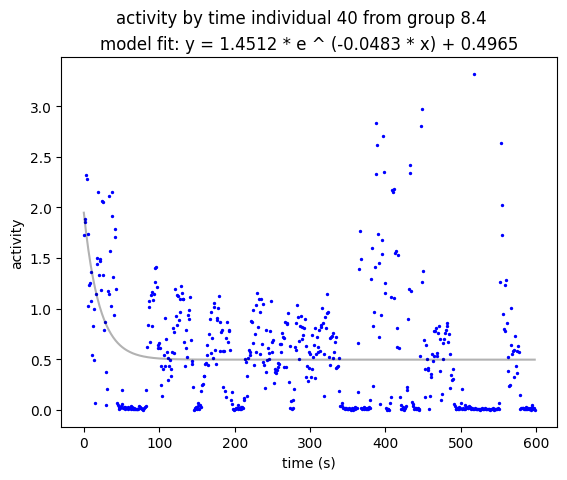 activity by time individual 40 from group 8.4
model fit: y = 1.4512 * e ^ (-0.0483 * x) + 0.4965
3.0
2.5
2.0
1.5
1.0
0.5
0.0
activity
0 100 200 300 400 500 600
time (s)